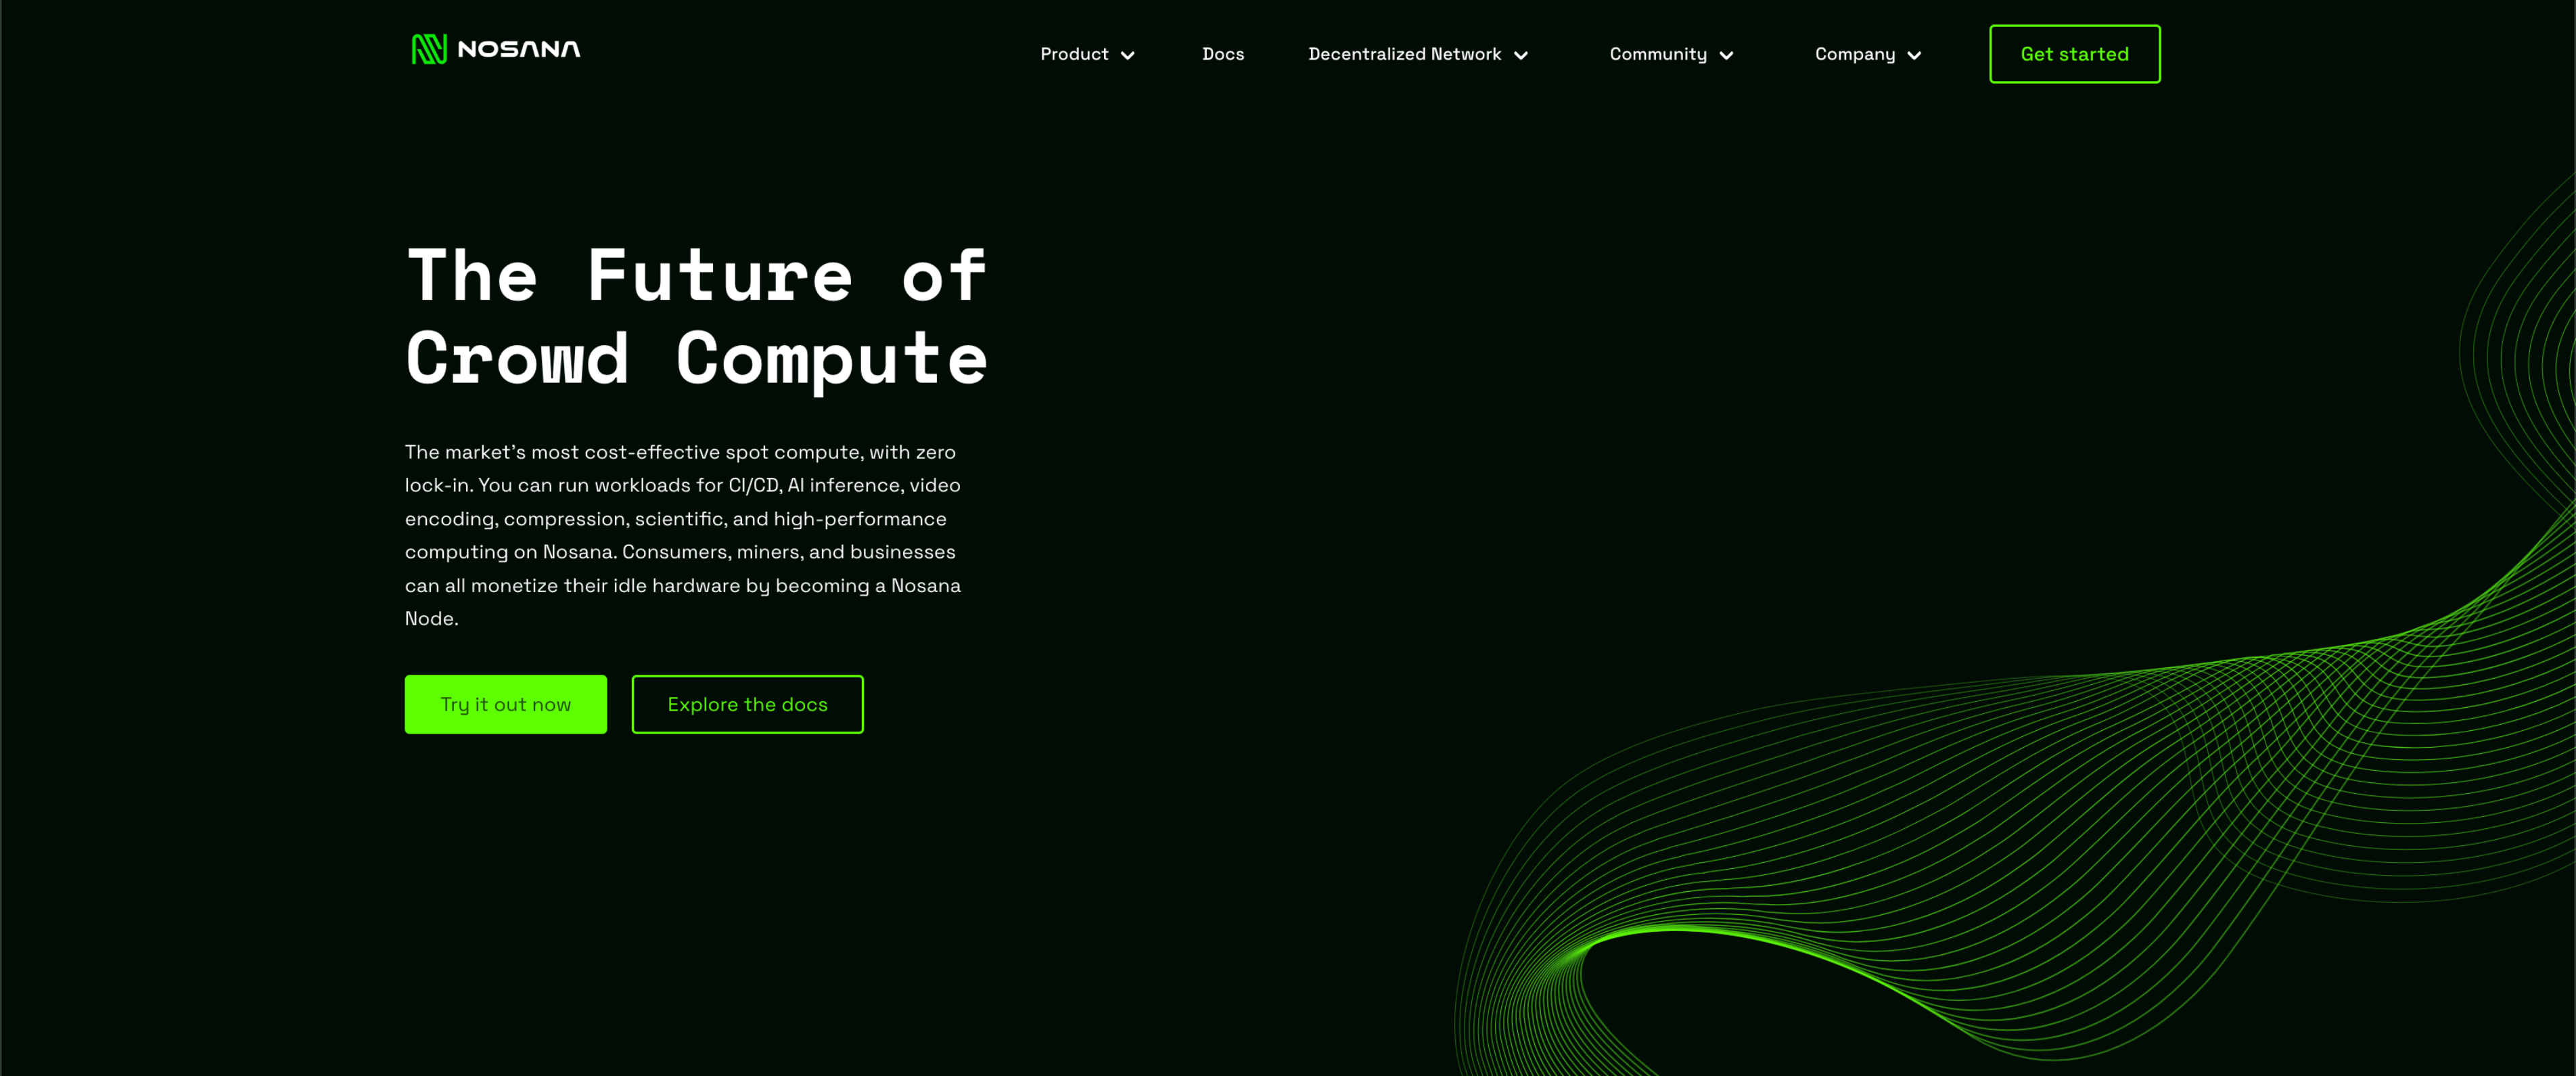 NOSANA
Product
Docs
Decentralized Network
Community
Company
Get started
The Future of
Crowd Compute
The market's most cost-effective spot compute, with zero
lock-in. You can run workloads for CI/CD, AI inference, video
encoding, compression, scientific, and high-performance
computing on Nosana. Consumers, miners, and businesses
can all monetize their idle hardware by becoming a Nosana
Node.
Try it out now
Explore the docs